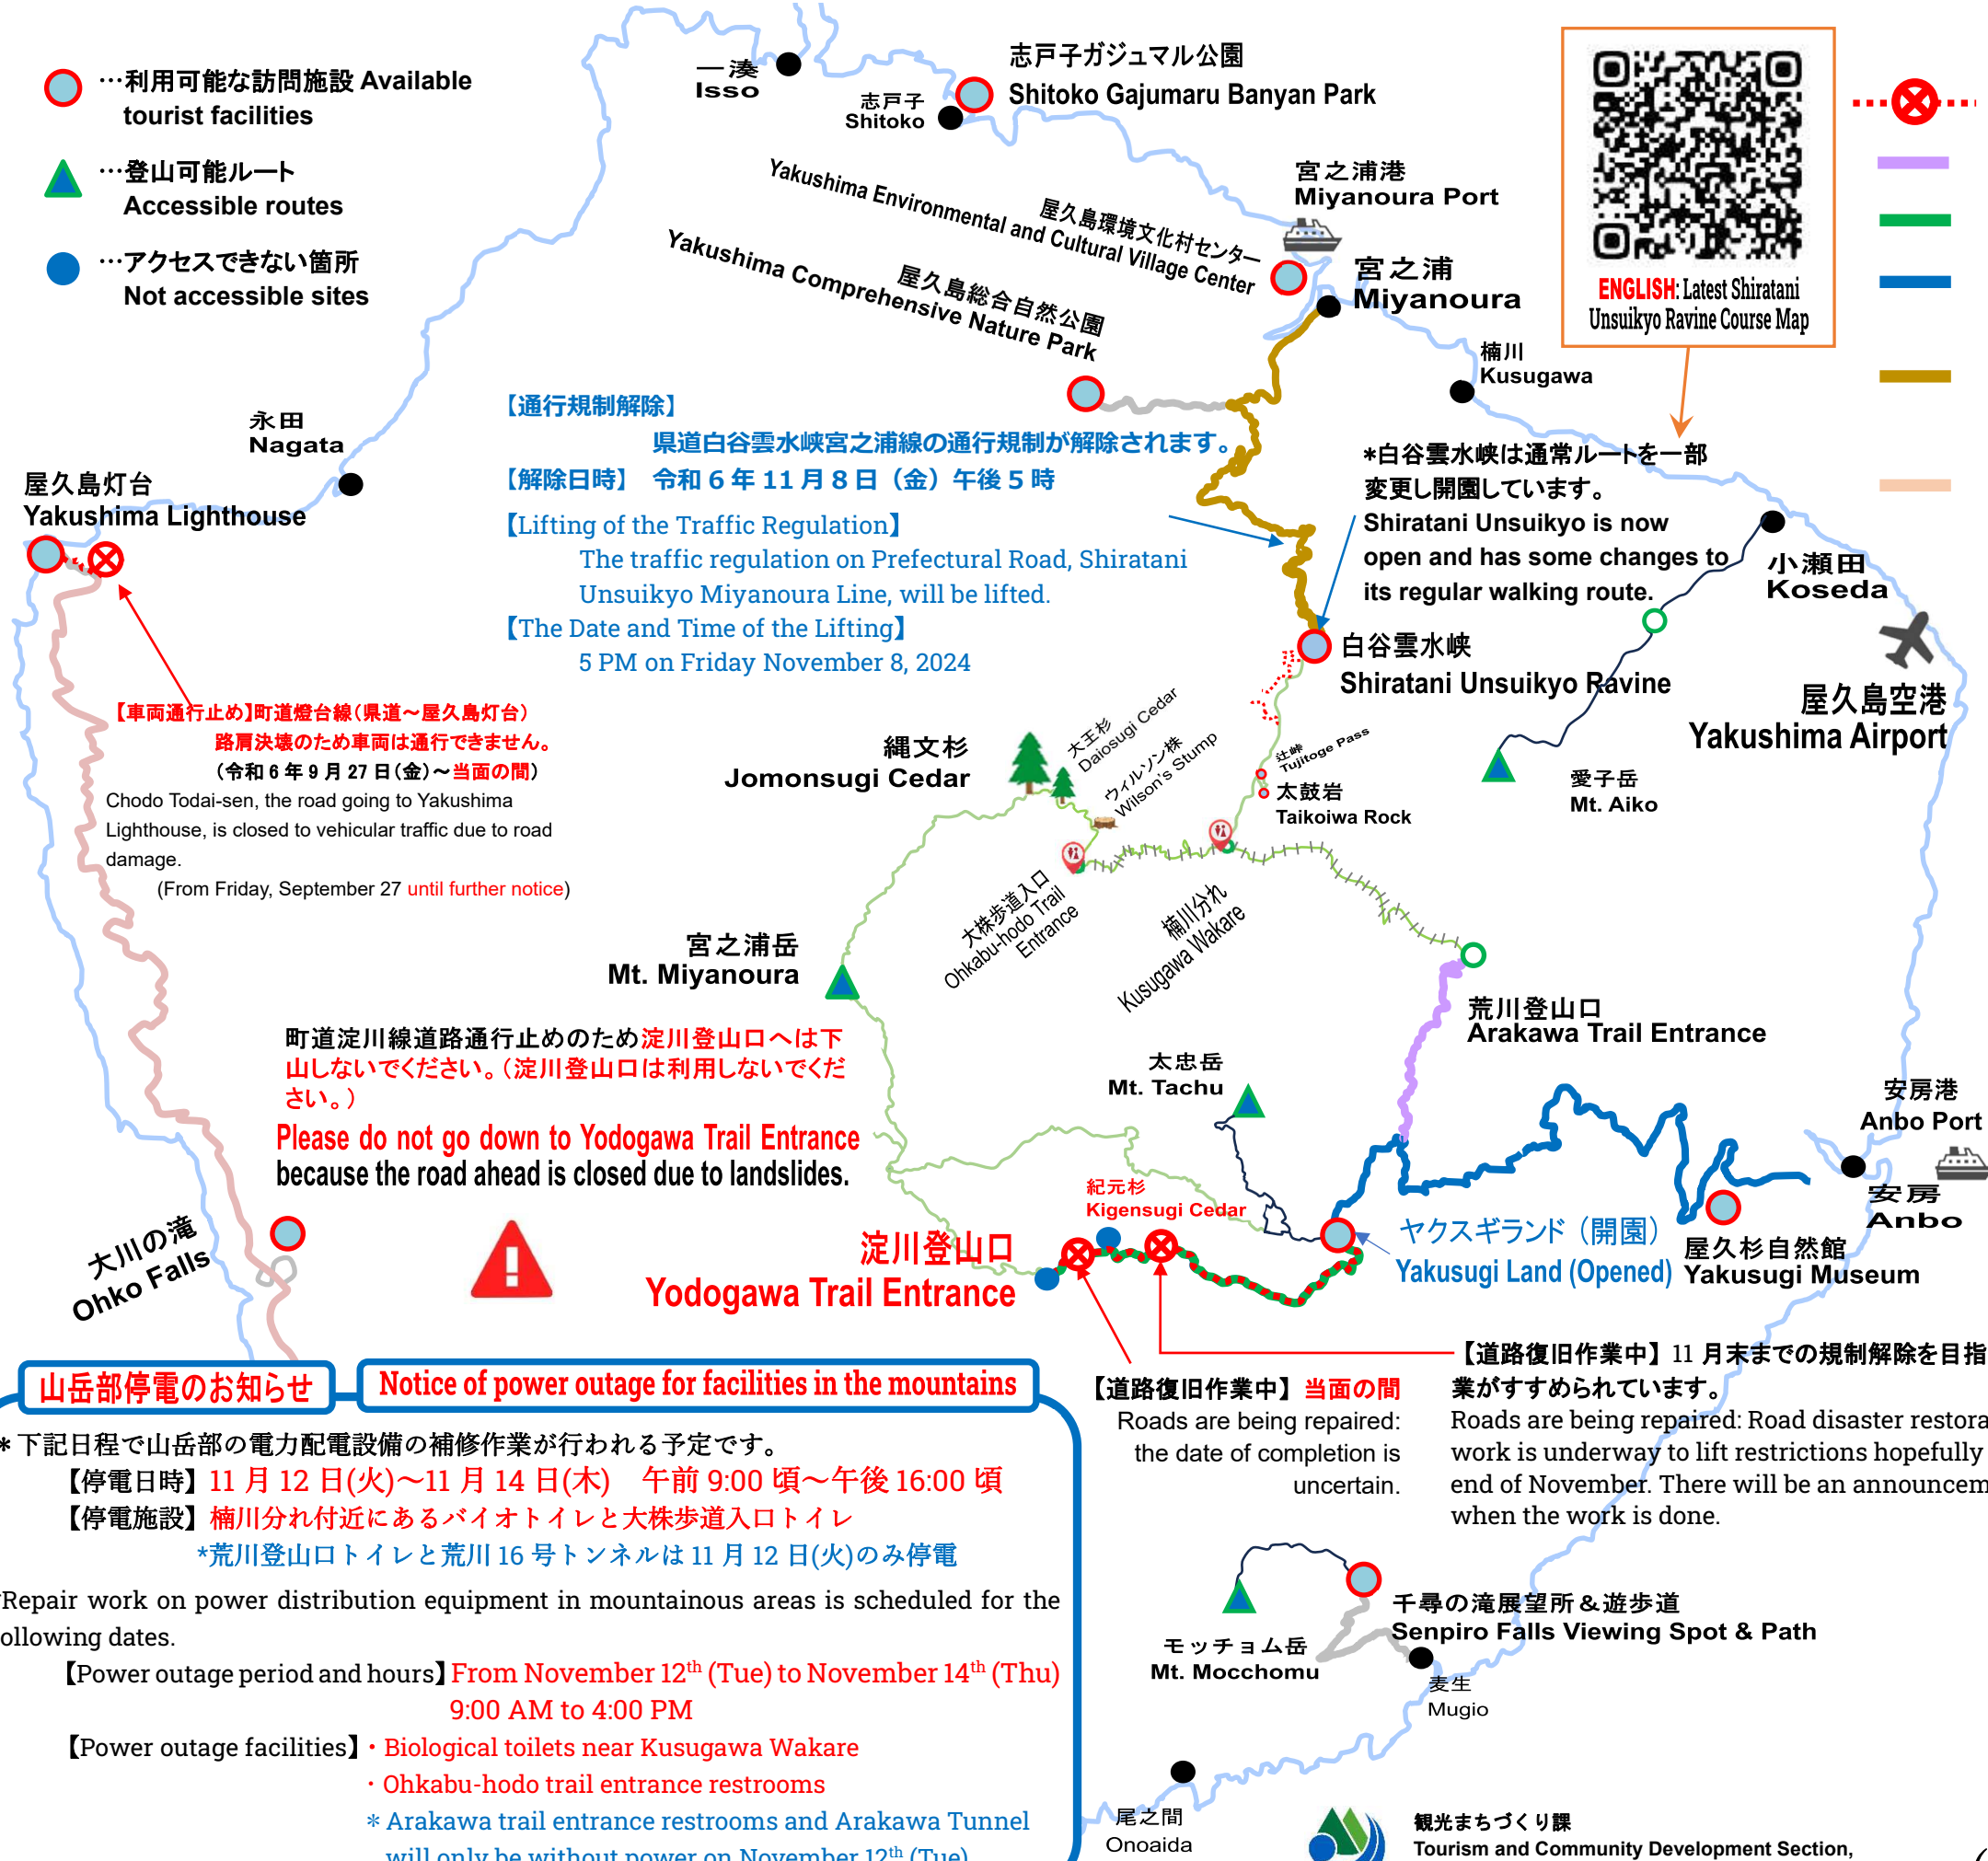 …利用可能な訪問施設 Available
tourist facilities
…登山可能ルート
Accessible routes
…アクセスできない箇所
Not accessible sites
一湊
Isso
志戸子
Shitoko
志戸子ガジュマル公園
Shitoko Gajumaru Banyan Park
宮之浦港
Miyanoura Port
屋久島環境文化村センター
Yakushima Environmental and Cultural Village Center
屋久島総合自然公園
Yakushima Comprehensive Nature Park
宮之浦
Miyanoura
ENGLISH: Latest Shiratani
Unsuikyo Ravine Course Map
楠川
Kusugawa
永田
Nagata
屋久島灯台
Yakushima Lighthouse
【通行規制解除】
県道白谷雲水峡宮之浦線の通行規制が解除されます。
【解除日時】 令和 6 年 11 月 8 日（金）午後 5 時
【Lifting of the Traffic Regulation】
The traffic regulation on Prefectural Road, Shiratani
Unsuikyo Miyanoura Line, will be lifted.
【The Date and Time of the Lifting】
5 PM on Friday November 8, 2024
*白谷雲水峡は通常ルートを一部
変更し開園しています。
Shiratani Unsuikyo is now
open and has some changes to
its regular walking route.
小瀬田
Koseda
白谷雲水峡
Shiratani Unsuikyo Ravine
屋久島空港
Yakushima Airport
愛子岳
Mt. Aiko
【車両通行止め】町道燈台線（県道～屋久島灯台）
路肩決壊のため車両は通行できません。
（令和 6 年 9 月 27 日（金）～当面の間）
Chodo Todai-sen, the road going to Yakushima
Lighthouse, is closed to vehicular traffic due to road
damage.
(From Friday, September 27 until further notice)
縄文杉
Jomonsugi Cedar
大王杉
Daiosugi Cedar
ウィルソン株
Wilson's Stump
辻峠
Tujitoge Pass
太鼓岩
Taikoiwa Rock
大株歩道入口
Ohkabu-hodo Trail
Entrance
楠川分れ
Kusugawa Wakare
宮之浦岳
Mt. Miyanoura
荒川登山口
Arakawa Trail Entrance
町道淀川線道路通行止めのため淀川登山口へは下
山しないでください。（淀川登山口は利用しないでくだ
さい。）
Please do not go down to Yodogawa Trail Entrance
because the road ahead is closed due to landslides.
太忠岳
Mt. Tachu
安房港
Anbo Port
安房
Anbo
紀元杉
Kigensugi Cedar
大川の滝
Ohko Falls
淀川登山口
Yodogawa Trail Entrance
ヤクスギランド（開園）
Yakusugi Land (Opened)
屋久杉自然館
Yakusugi Museum
【道路復旧作業中】 当面の間
Roads are being repaired:
the date of completion is
uncertain.
【道路復旧作業中】 11 月末までの規制解除を目指
業がすすめられています。
Roads are being repaired: Road disaster restora
work is underway to lift restrictions hopefully
end of November. There will be an announcem
when the work is done.
山岳部停電のお知らせ
Notice of power outage for facilities in the mountains
＊下記日程で山岳部の電力配電設備の補修作業が行われる予定です。
【停電日時】 11 月 12 日(火)～11 月 14 日(木) 午前 9:00 頃～午後 16:00 頃
【停電施設】 楠川分れ付近にあるバイオトイレと大株歩道入口トイレ
*荒川登山口トイレと荒川 16 号トンネルは 11 月 12 日(火)のみ停電
Repair work on power distribution equipment in mountainous areas is scheduled for the
ollowing dates.
【Power outage period and hours】From November 12th (Tue) to November 14th (Thu)
9:00 AM to 4:00 PM
【Power outage facilities】・Biological toilets near Kusugawa Wakare
・Ohkabu-hodo trail entrance restrooms
＊Arakawa trail entrance restrooms and Arakawa Tunnel
will only be without power on November 12th (Tue)
千尋の滝展望所＆遊歩道
Senpiro Falls Viewing Spot & Path
モッチョム岳
Mt. Mocchomu
麦生
Mugio
尾之間
Onoaida
観光まちづくり課
Tourism and Community Development Section,